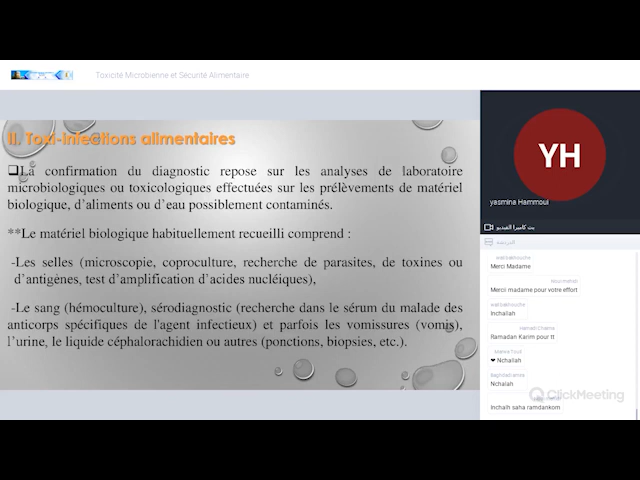 Toxicité Microbienne et Sécurité Alimentaire
II. Toxi-infections alimentaires
❑La confirmation du diagnostic repose sur les analyses de laboratoire
microbiologiques ou toxicologiques effectuées sur les prélèvements de matériel
biologique, d'aliments ou d'eau possiblement contaminés.
**Le matériel biologique habituellement recueilli comprend :
-Les selles (microscopie, coproculture, recherche de parasites, de toxines ou
d'antigènes, test d'amplification d'acides nucléiques),
-Le sang (hémoculture), sérodiagnostic (recherche dans le sérum du malade des
anticorps spécifiques de l'agent infectieux) et parfois les vomissures (vomis),
l'urine, le liquide céphalorachidien ou autres (ponctions, biopsies, etc.).
YH
yasmina Hammoui
بث كاميرا الفيديو
الدردشة
Merci Madame
Mercii madame pour votre effort
Inchallah
Ramadan Karim pour tt
❤ Nchallah
Nchalah
ClickMeeting
Inchalh saha ramdankom